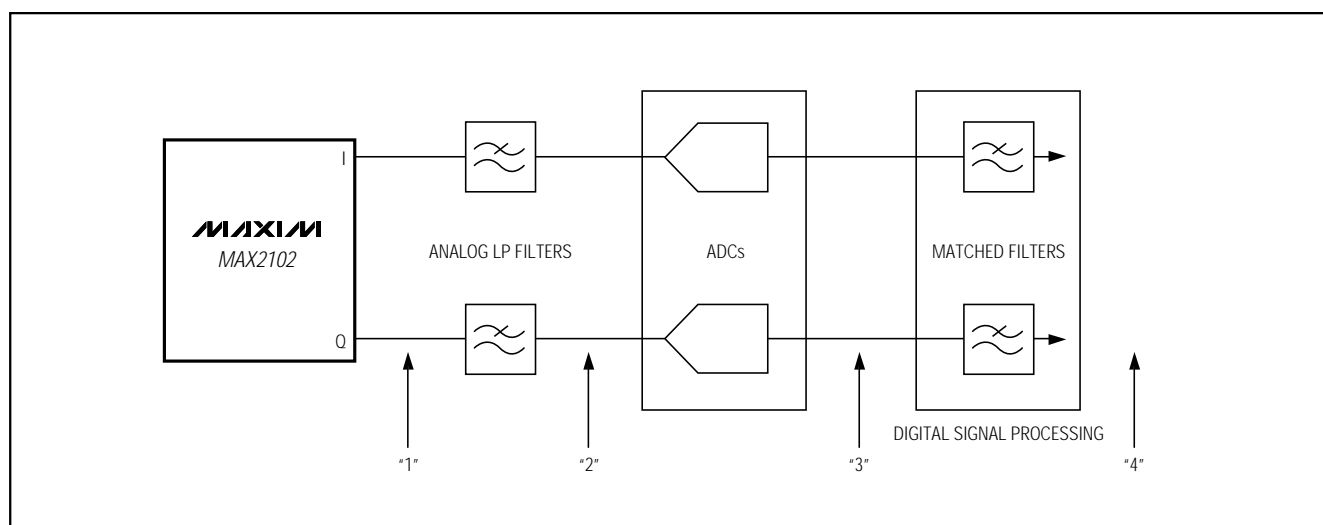 I
MAXIM
MAX2102
ANALOG LP FILTERS
ADCs
MATCHED FILTERS
Q
DIGITAL SIGNAL PROCESSING
"1"
"2"
"3"
"4"